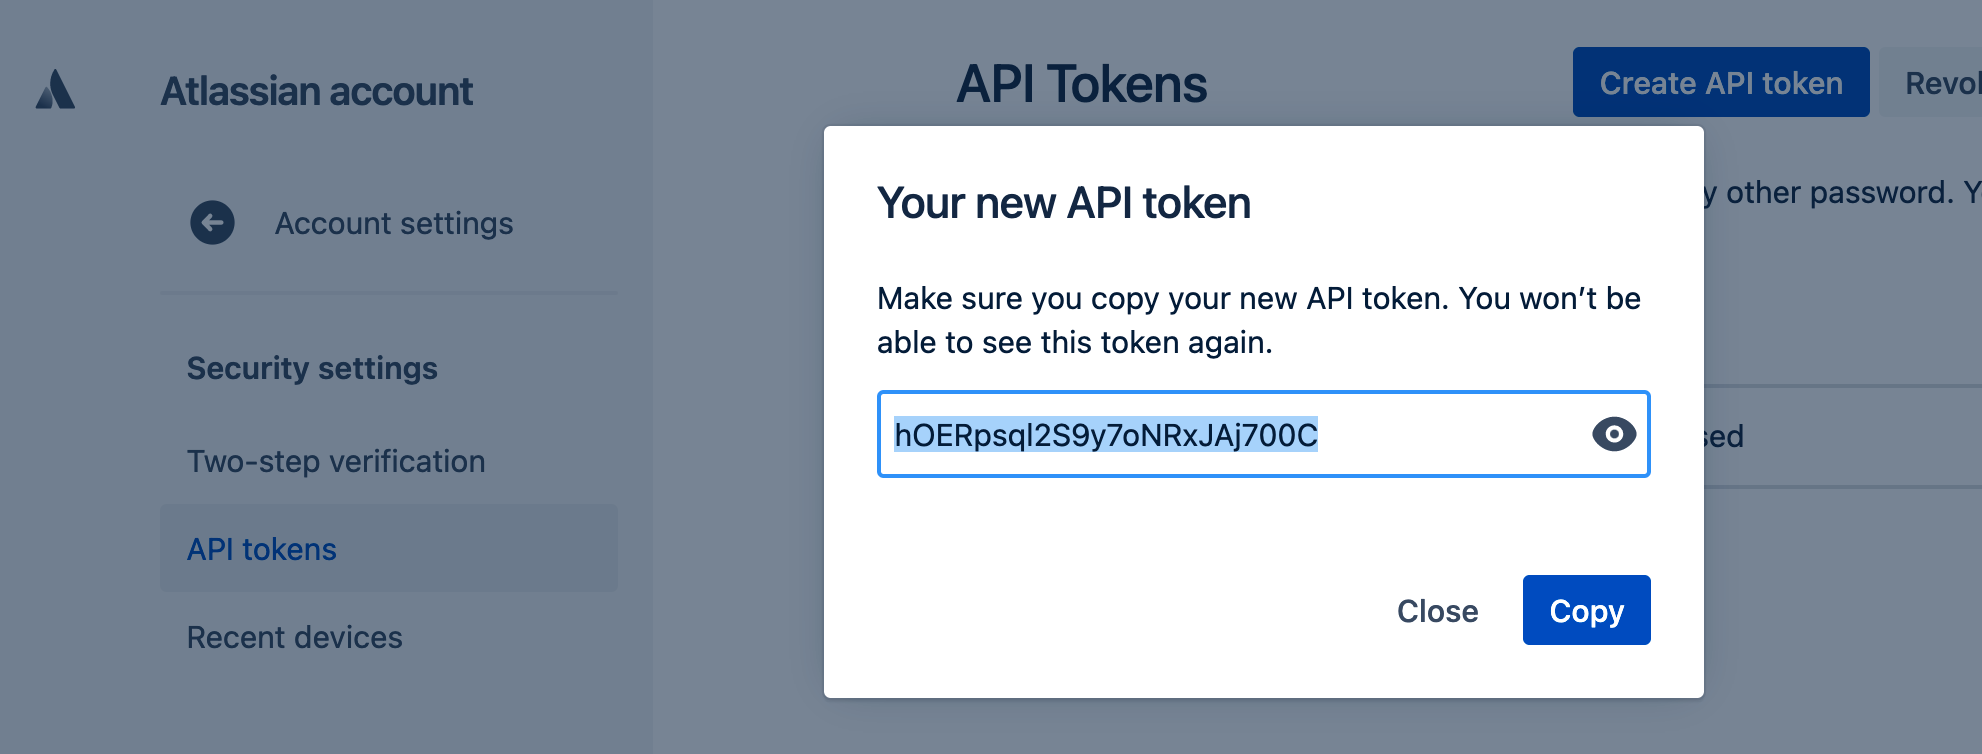 Atlassian account
API Tokens
Create API token
Account settings
Your new API token
y other password.
Make sure you copy your new API token. You won’t be
able to see this token again.
Security settings
hOERpsql2S9y7oNRxJAj700C
Two-step verification
API tokens
Close
Copy
Recent devices